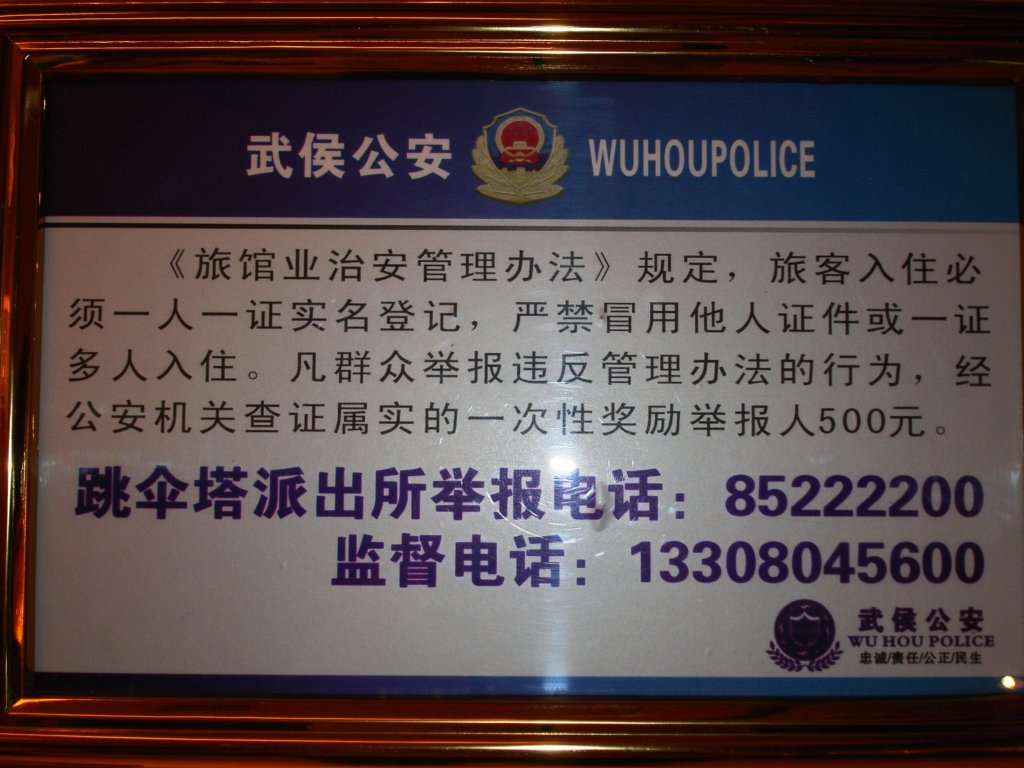 武侯公安 WUHOUPOLICE
《旅馆业治安管理办法》规定，旅客入住必
须一人一证实名登记，严禁冒用他人证件或一证
多人入住。凡群众举报违反管理办法的行为，经
公安机关查证属实的一次性奖励举报人500元。
跳伞塔派出所举报电话：85222200
监督电话：13308045600
武侯公安
WU HOU POLICE
忠诚/责任/公正/民生